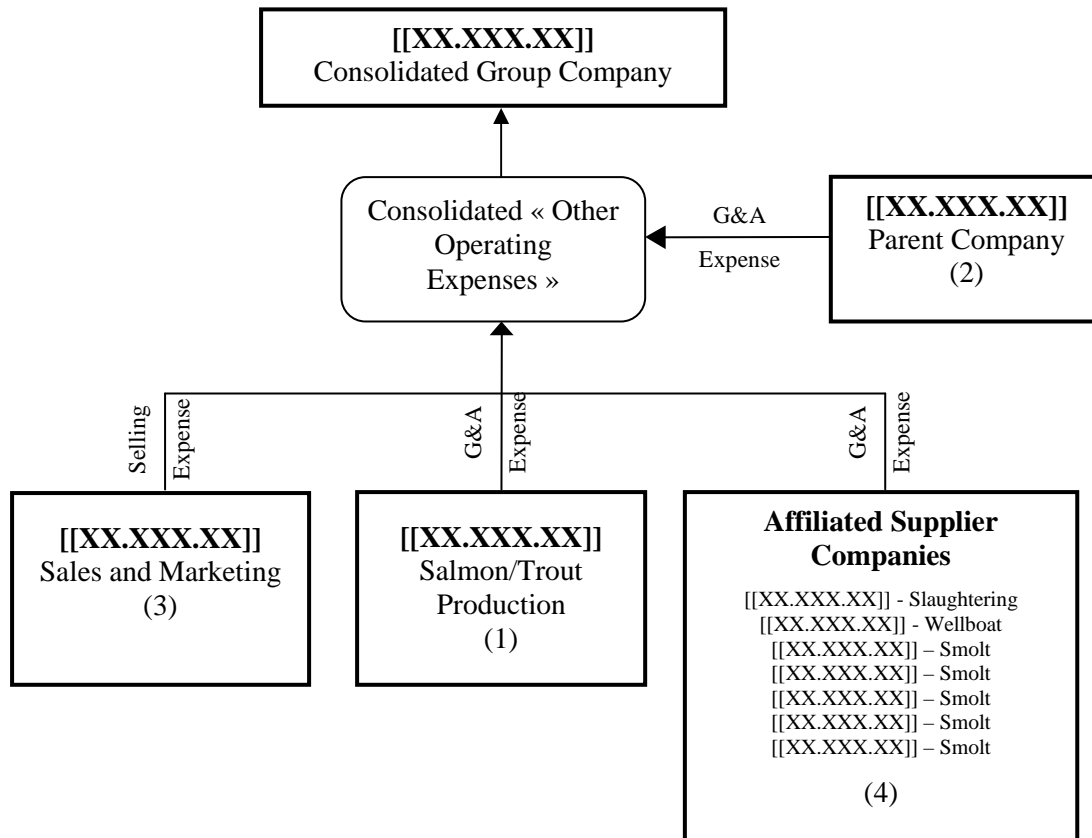 [[XX.XXX.XX]]
Consolidated Group Company
Consolidated « Other
Operating
Expenses »
G&A
Expense
[[XX.XXX.XX]]
Parent Company
(2)
Selling
Expense
G&A
Expense
G&A
Expense
[[XX.XXX.XX]]
Sales and Marketing
(3)
[[XX.XXX.XX]]
Salmon/Trout
Production
(1)
Affiliated Supplier
Companies
[[XX.XXX.XX]] - Slaughtering
[[XX.XXX.XX]] - Wellboat
[[XX.XXX.XX]] – Smolt
[[XX.XXX.XX]] – Smolt
[[XX.XXX.XX]] – Smolt
[[XX.XXX.XX]] – Smolt
[[XX.XXX.XX]] – Smolt
(4)